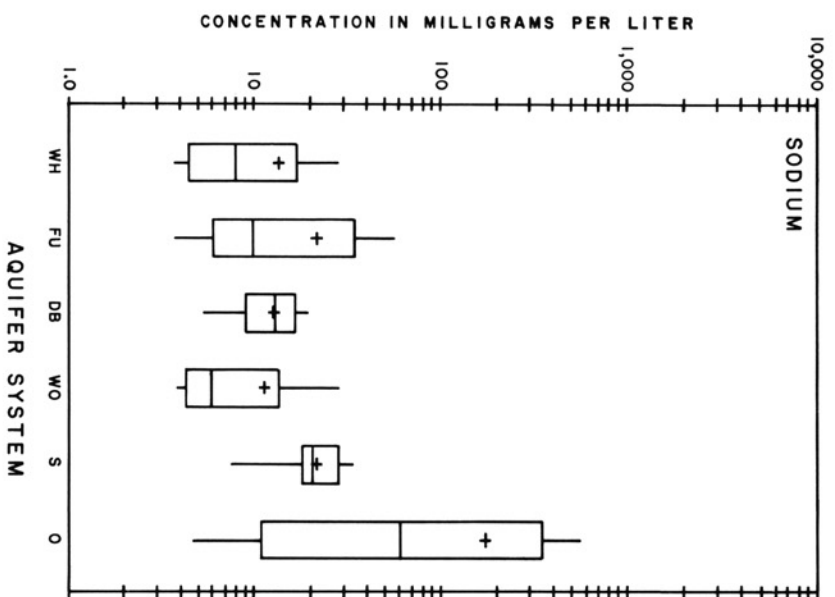 CONCENTRATION IN MILLIGRAMS PER LITER
1.0
10
100
1,000
10,000
SODIUM
WH
FU
DB
WO
S
O
AQUIFER SYSTEM